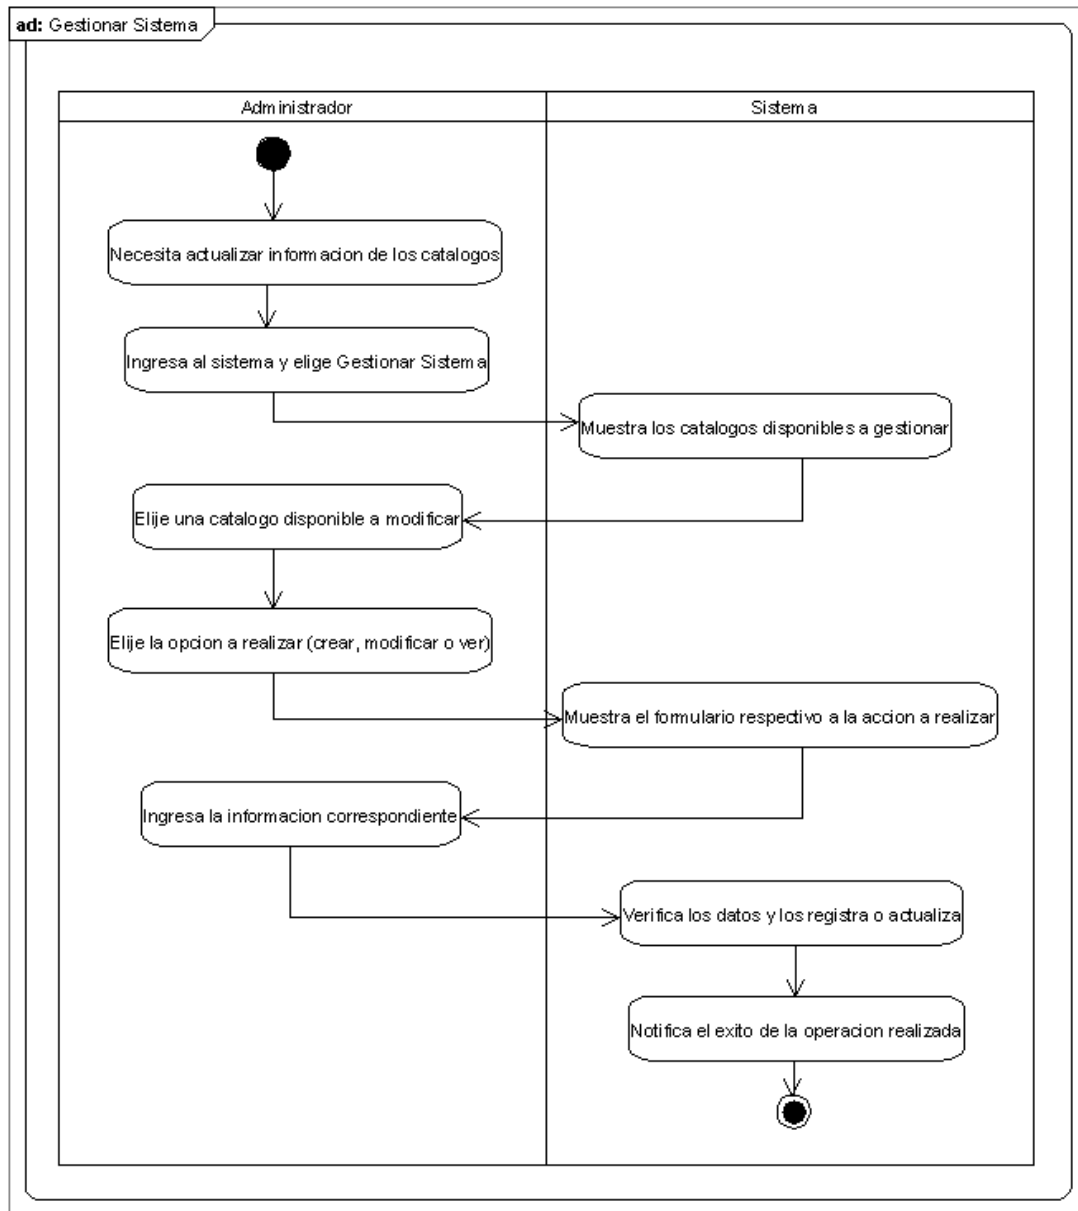 ad: Gestionar Sistema
Administrador
Sistema
Necesita actualizar informacion de los catalogos
Ingresa al sistema y elige Gestionar Sistema
Muestra los catalogos disponibles a gestionar
Elije una catalogo disponible a modificar
Elije la opcion a realizar (crear, modificar o ver)
Muestra el formulario respectivo a la accion a realizar
Ingresa la informacion correspondiente
Verifica los datos y los registra o actualiza
Notifica el exito de la operacion realizada